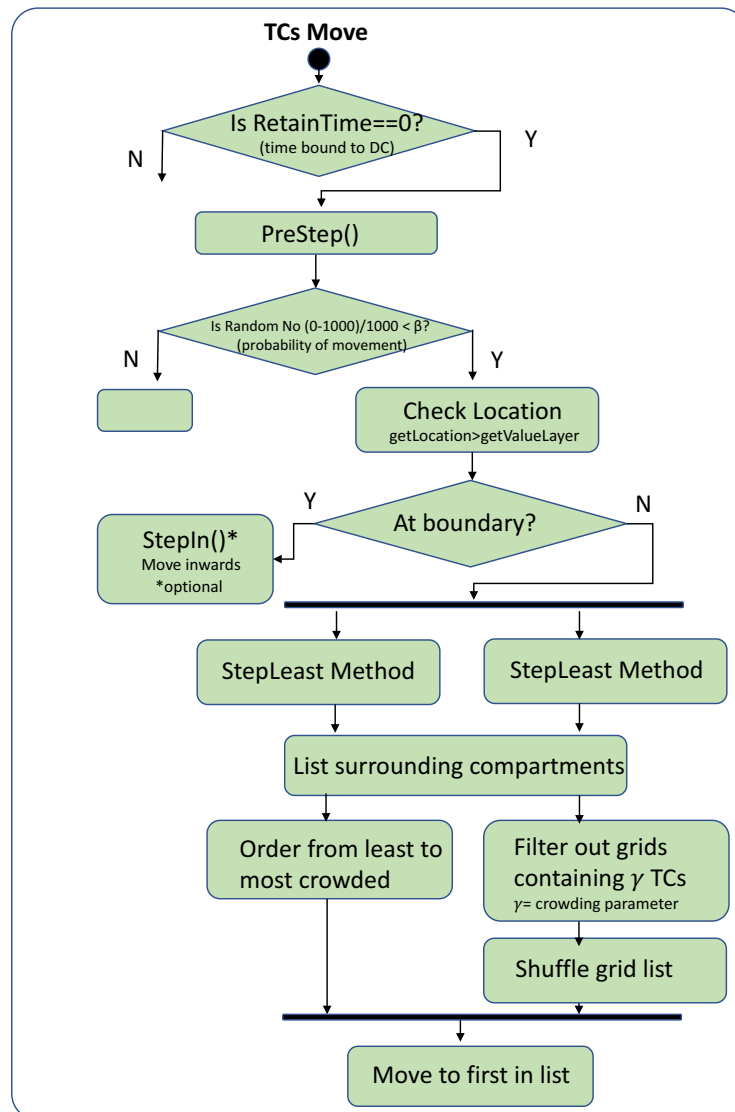 TCs Move
Is RetainTime==0?
(time bound to DC)
N
Y
PreStep()
Is Random No (0-1000)/1000 < β?
(probability of movement)
N
Y
Check Location
getLocation>getValueLayer
Y
N
At boundary?
StepIn()*
Move inwards
*optional
StepLeast Method
StepLeast Method
List surrounding compartments
Order from least to
most crowded
Filter out grids
containing γ TCs
γ= crowding parameter
Shuffle grid list
Move to first in list